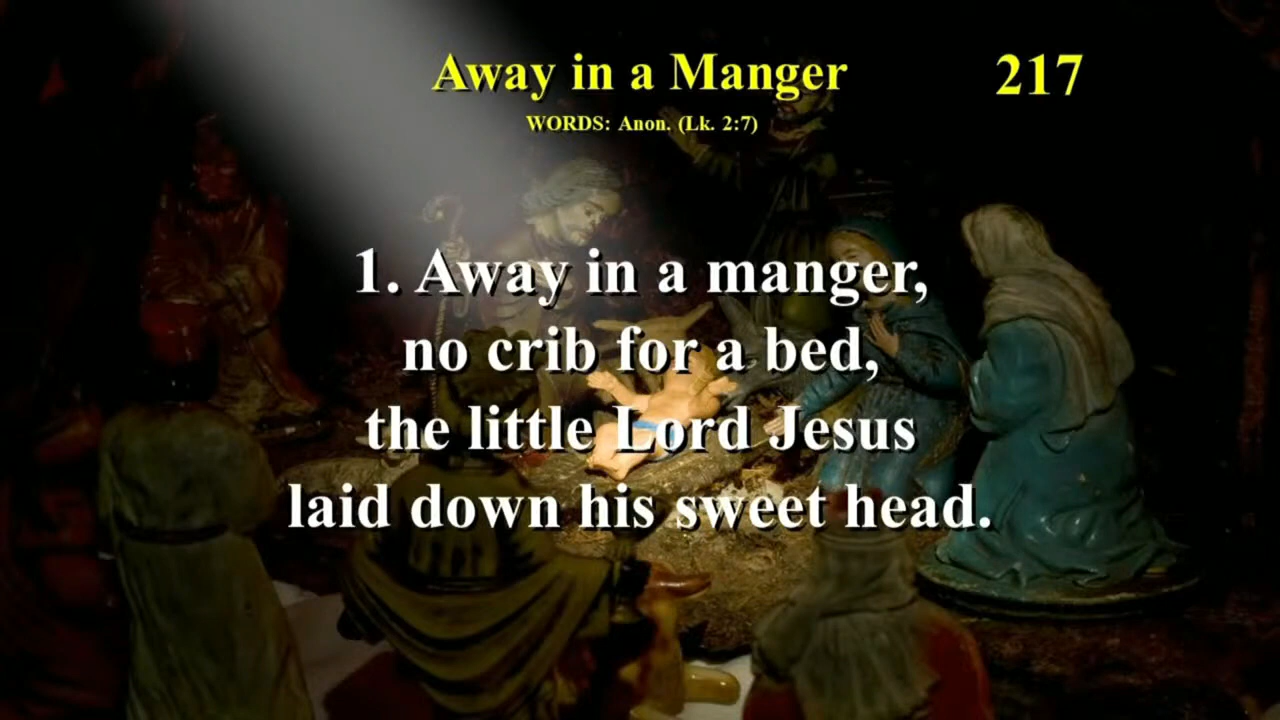 Away in a Manger 217
WORDS: Anon. (Lk. 2:7)
1. Away in a manger,
no crib for a bed,
the little Lord Jesus
laid down his sweet head.